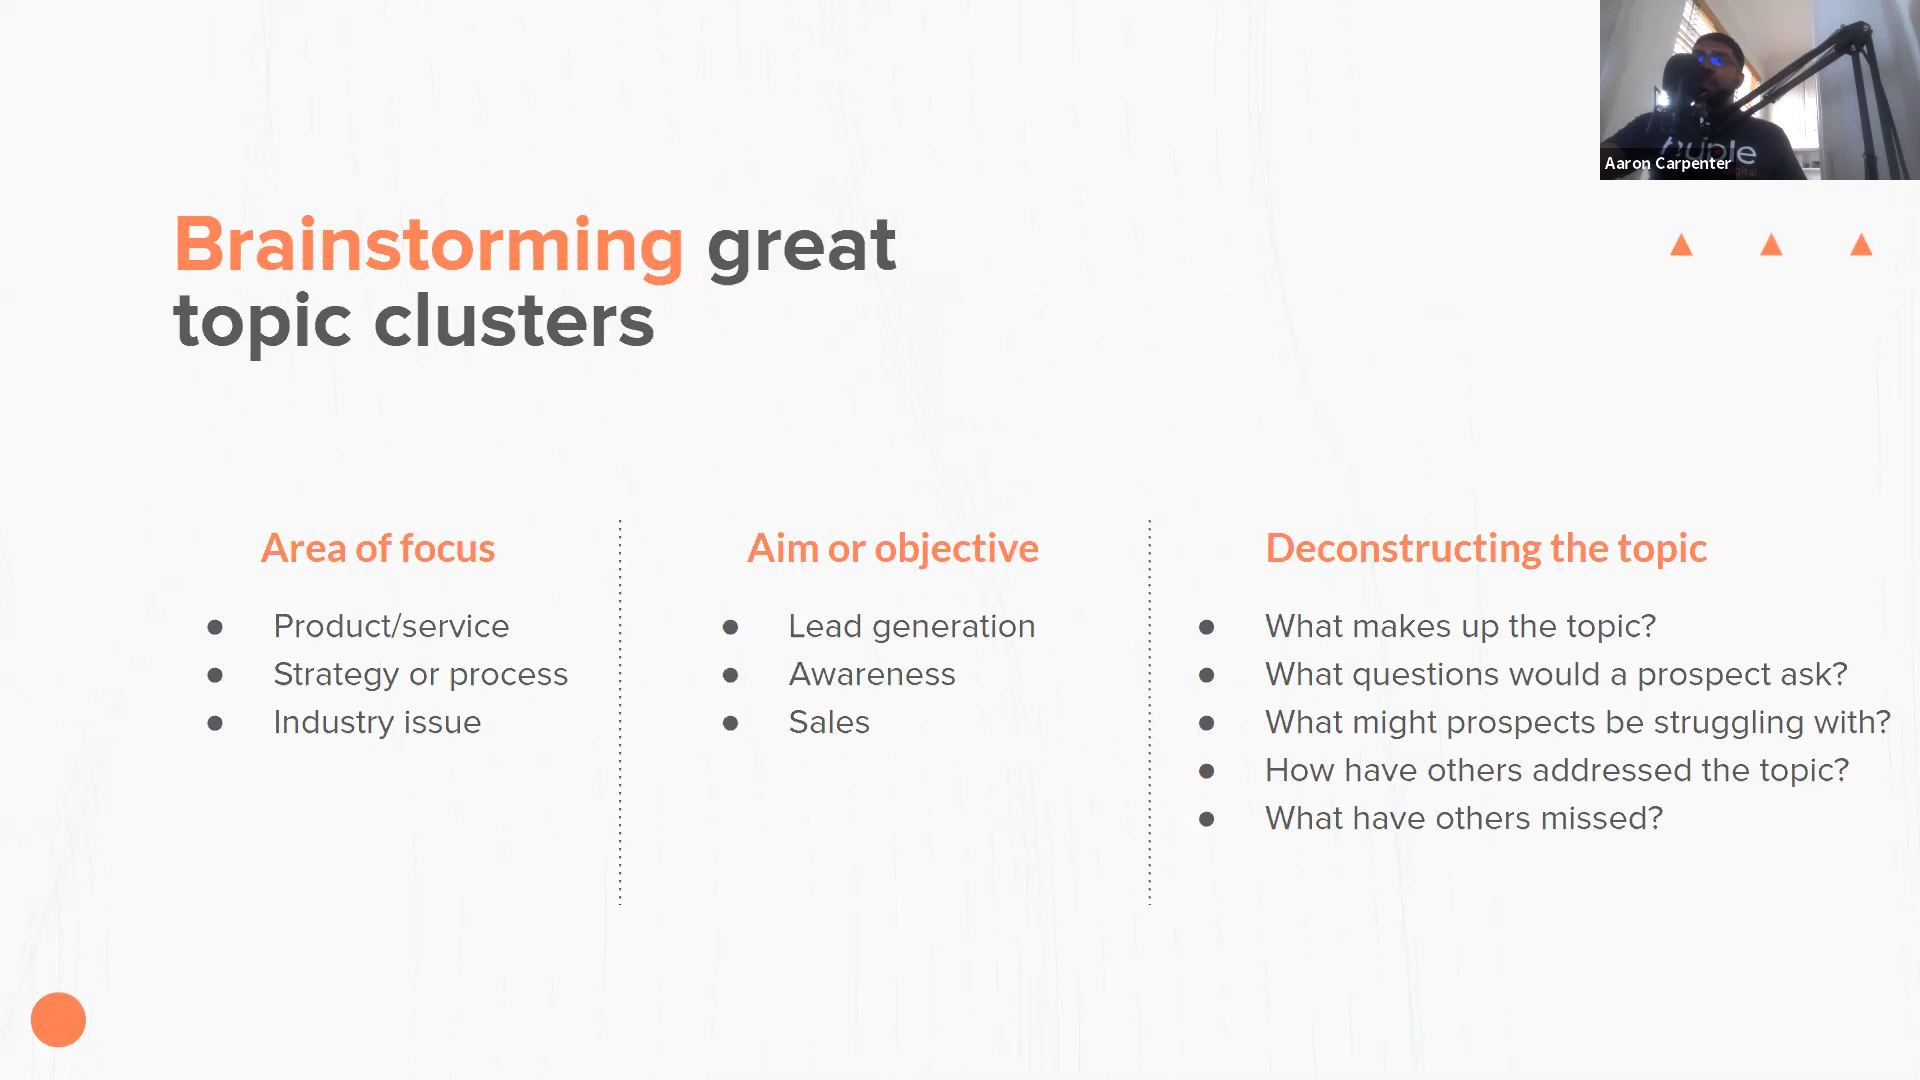 Aaron Carpenter
Brainstorming great
topic clusters
Area of focus
Product/service
Strategy or process
Industry issue
Aim or objective
Lead generation
Awareness
Sales
Deconstructing the topic
What makes up the topic?
What questions would a prospect ask?
What might prospects be struggling with?
How have others addressed the topic?
What have others missed?